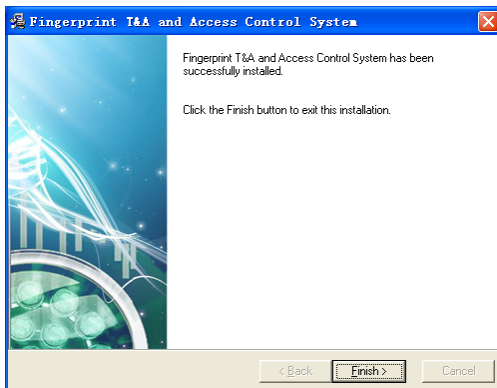 Fingerprint T&A and Access Control System
Fingerprint T&A and Access Control System has been
successfully installed.
Click the Finish button to exit this installation.
< Back
Finish >
Cancel